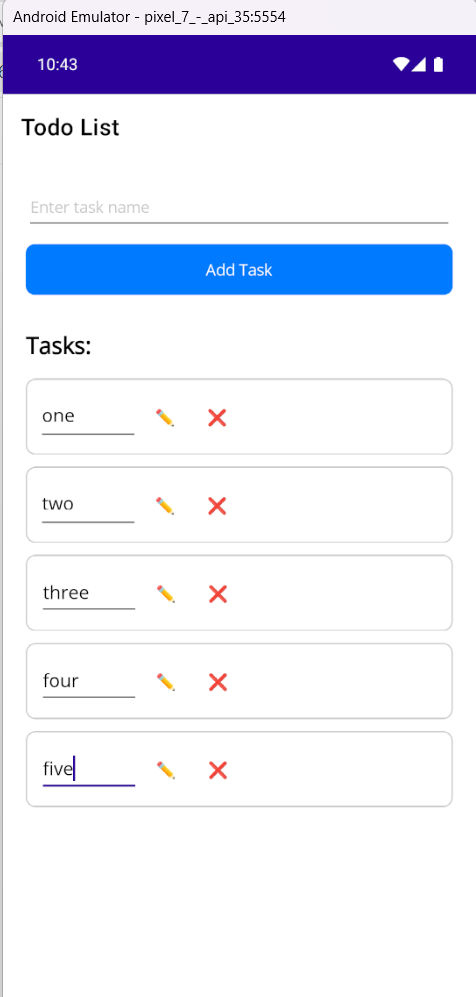 Android Emulator - pixel_7_-_api_35:5554
10:43
Todo List
Enter task name
Add Task
Tasks:
one
two
three
four
five